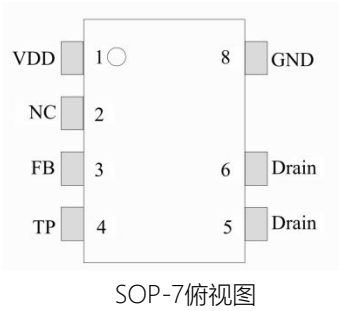 VDD 1 8 GND
NC 2
FB 3 6 Drain
TP 4 5 Drain
SOP-7俯视图